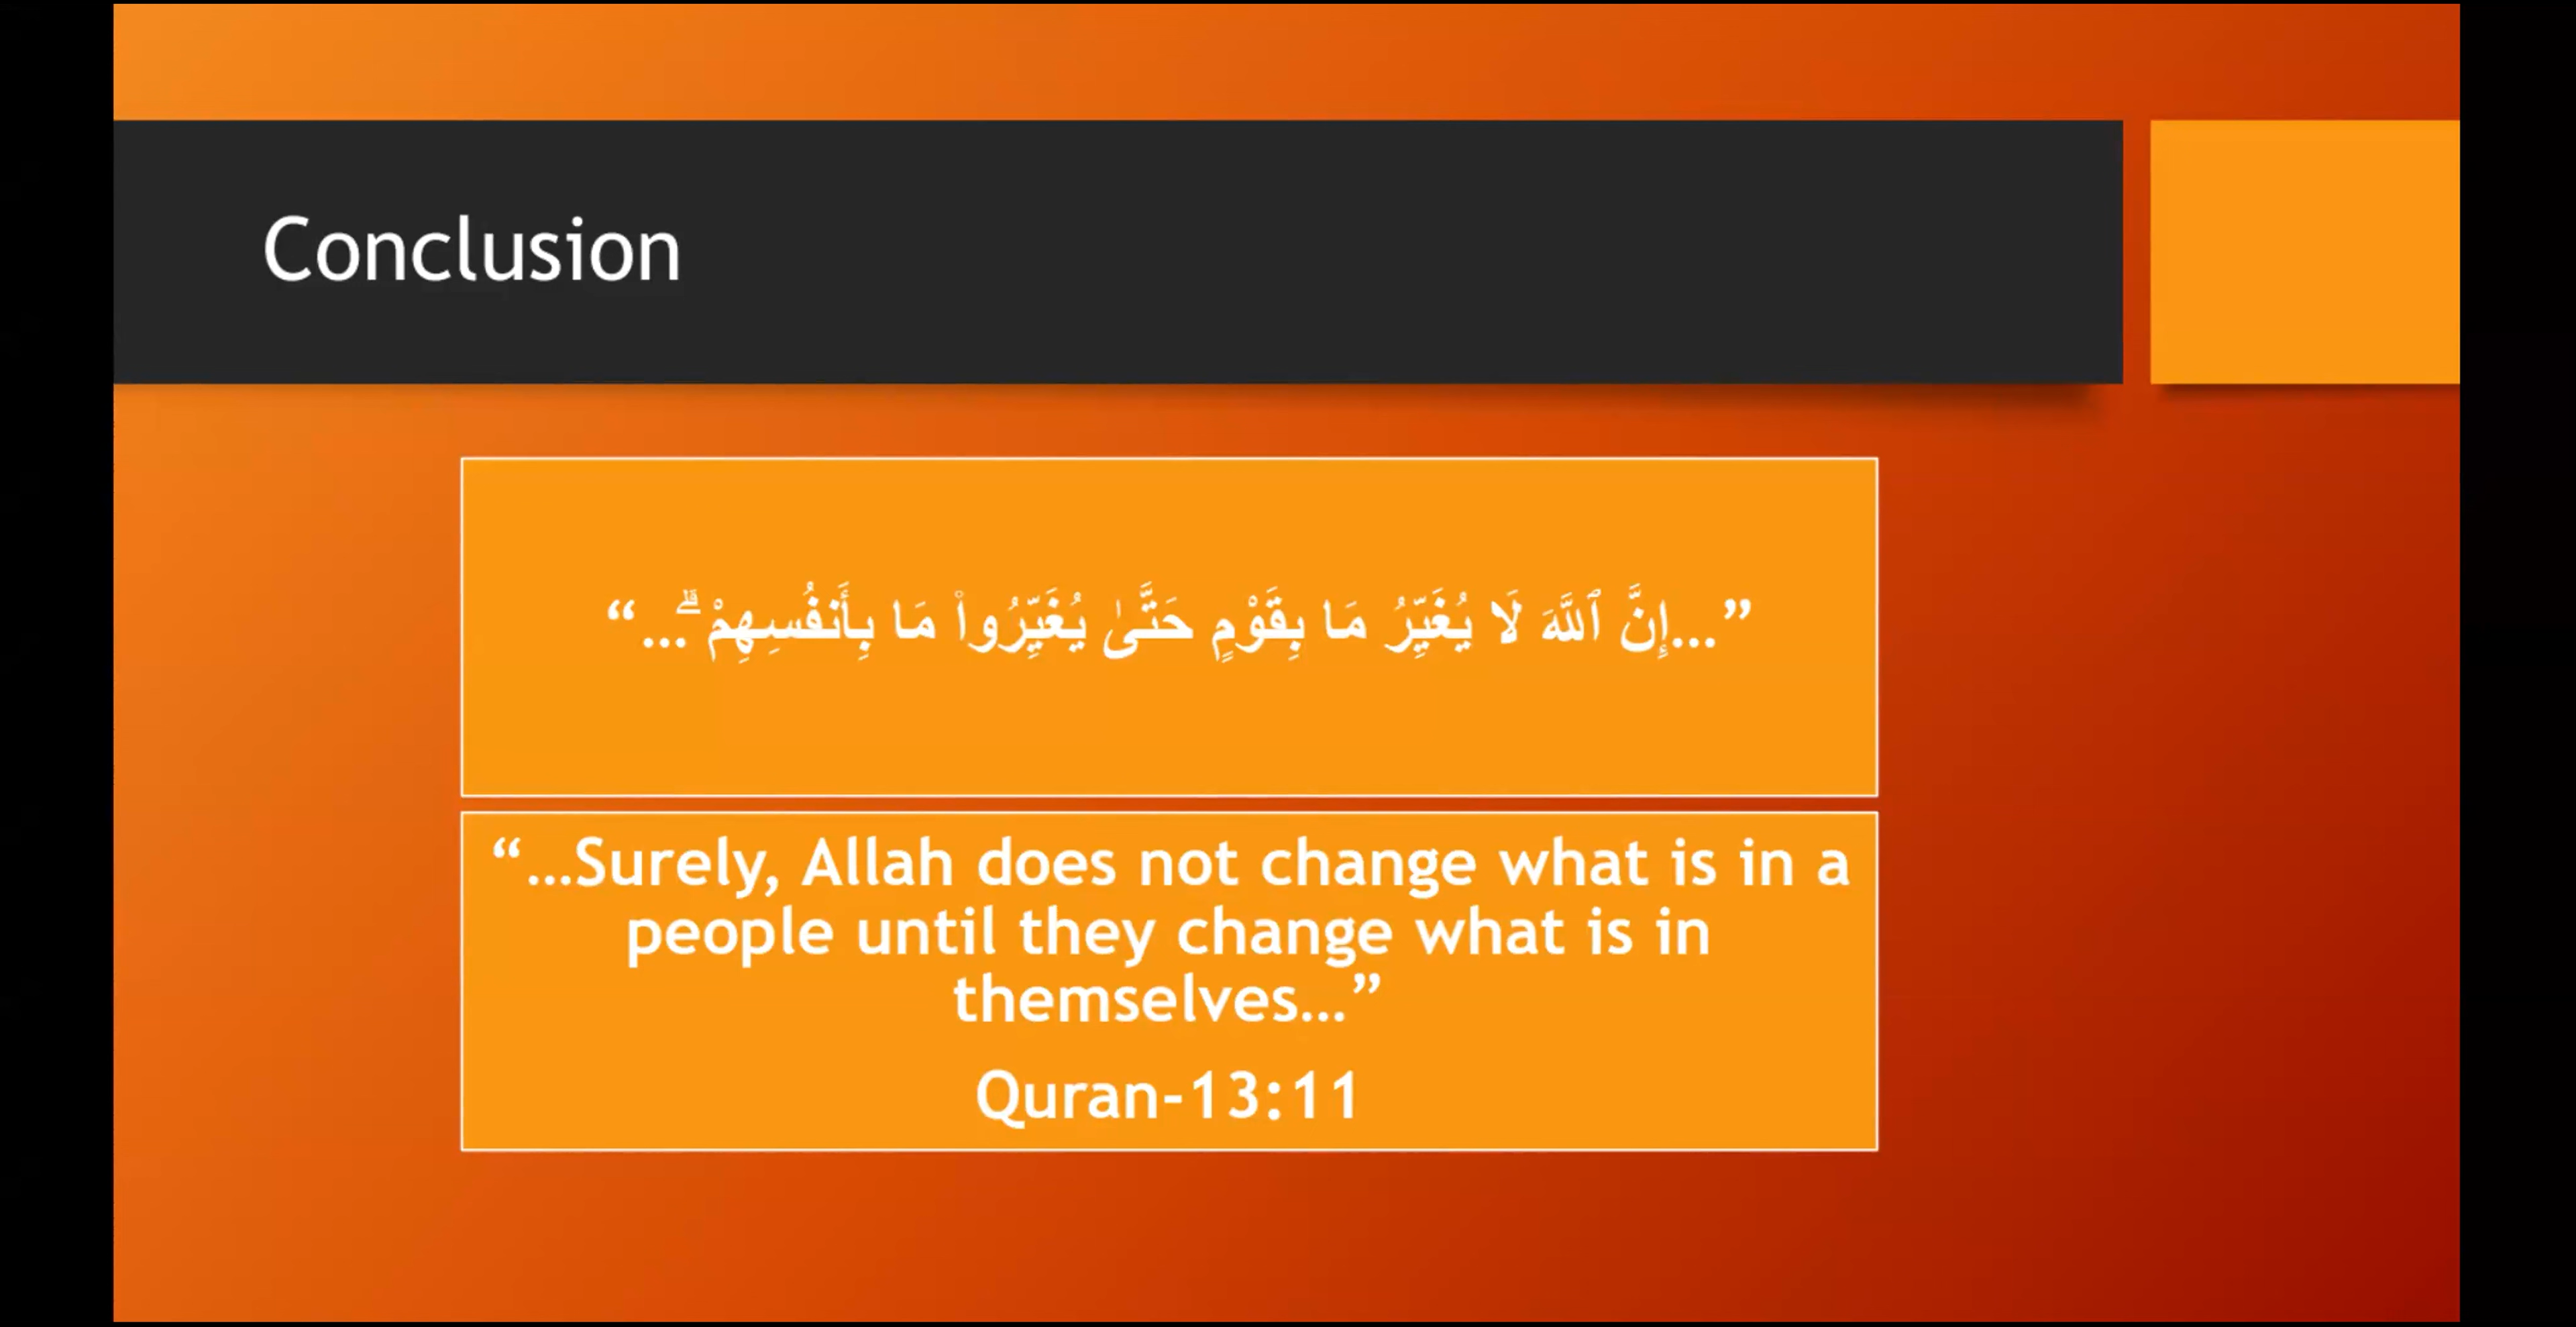 Conclusion
”...إِنَّ ٱللَّهَ لَا يُغَيِّرُ مَا بِقَوْمٍ حَتَّىٰ يُغَيِّرُوا۟ مَا بِأَنفُسِهِمْ ۗ...“
“...Surely, Allah does not change what is in a
people until they change what is in
themselves...”
Quran-13:11